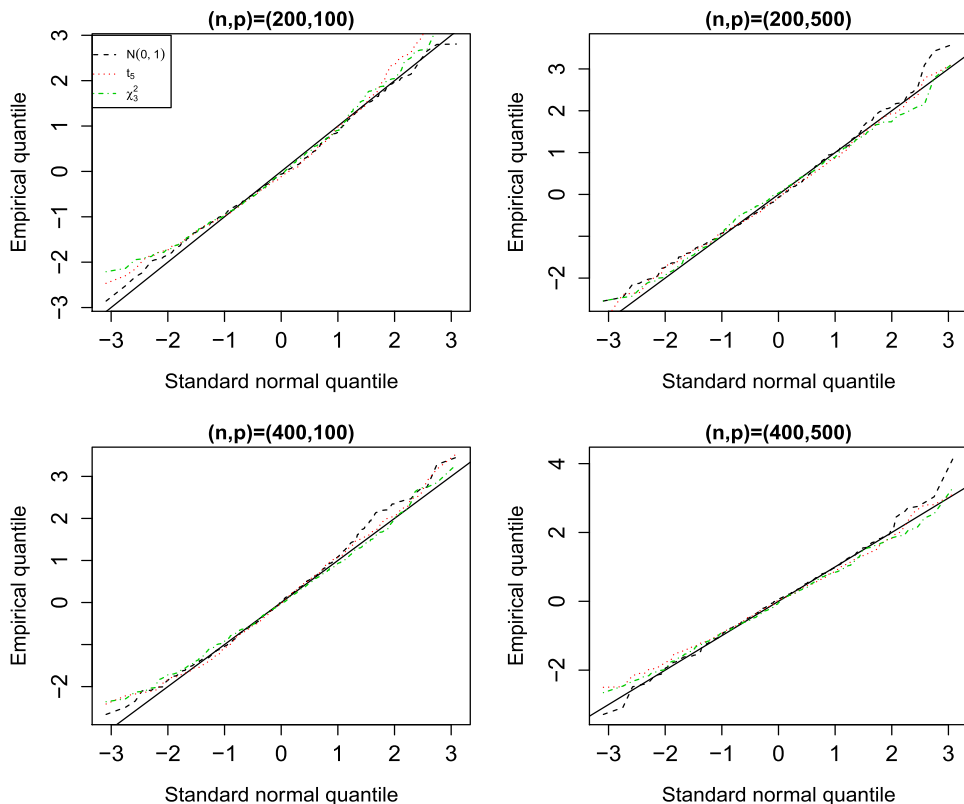 (n,p)=(200,100)
Empirical quantile
3
2
1
0
−1
−2
−3
N(0, 1)
t5
χ²3
−3 −2 −1 0 1 2 3
Standard normal quantile
(n,p)=(200,500)
Empirical quantile
3
2
1
0
−2
−3 −2 −1 0 1 2 3
Standard normal quantile
(n,p)=(400,100)
Empirical quantile
3
2
1
0
−2
−3 −2 −1 0 1 2 3
Standard normal quantile
(n,p)=(400,500)
Empirical quantile
4
2
0
−2
−3 −2 −1 0 1 2 3
Standard normal quantile